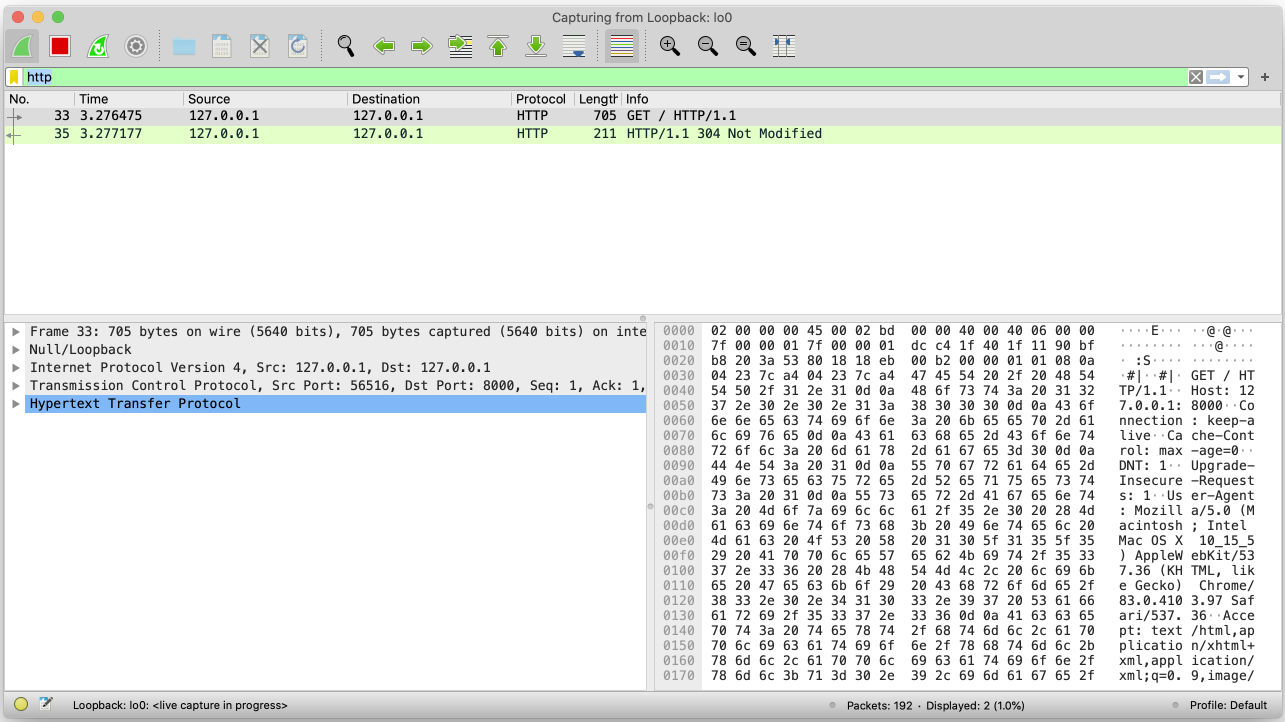 Capturing from Loopback: lo0
http
No. Time Source Destination Protocol Length Info
33 3.276475 127.0.0.1 127.0.0.1 HTTP 705 GET / HTTP/1.1
35 3.277177 127.0.0.1 127.0.0.1 HTTP 211 HTTP/1.1 304 Not Modified
Frame 33: 705 bytes on wire (5640 bits), 705 bytes captured (5640 bits) on inte
Null/Loopback
Internet Protocol Version 4, Src: 127.0.0.1, Dst: 127.0.0.1
Transmission Control Protocol, Src Port: 56516, Dst Port: 8000, Seq: 1, Ack: 1,
Hypertext Transfer Protocol
0000 02 00 00 00 45 00 02 bd 00 00 40 00 40 06 00 00 ····E··· ··@·@···
0010 7f 00 00 01 7f 00 00 01 dc c4 1f 40 1f 11 90 bf ········ ···@····
0020 b8 20 3a 53 80 18 18 eb 00 b2 00 00 01 01 08 0a · :S···· ········
0030 04 23 7c a4 04 23 7c a4 47 45 54 20 2f 20 48 54 ·#|··#|· GET / HT
0040 54 50 2f 31 2e 31 0d 0a 48 6f 73 74 3a 20 31 32 TP/1.1·· Host: 12
0050 37 2e 30 2e 30 2e 31 3a 38 30 30 30 0d 0a 43 6f 7.0.0.1: 8000··Co
0060 6e 6e 65 63 74 69 6f 6e 3a 20 6b 65 65 70 2d 61 nnection : keep-a
0070 6c 69 76 65 0d 0a 43 61 63 68 65 2d 43 6f 6e 74 live··Ca che-Cont
0080 72 6f 6c 3a 20 6d 61 78 2d 61 67 65 3d 30 0d 0a rol: max -age=0··
0090 44 4e 54 3a 20 31 0d 0a 55 70 67 72 61 64 65 2d DNT: 1·· Upgrade-
00a0 49 6e 73 65 63 75 72 65 2d 52 65 71 75 65 73 74 Insecure -Request
00b0 73 3a 20 31 0d 0a 55 73 65 72 2d 41 67 65 6e 74 s: 1··Us er-Agent
00c0 3a 20 4d 6f 7a 69 6c 6c 61 2f 35 2e 30 20 28 4d : Mozill a/5.0 (M
00d0 61 63 69 6e 74 6f 73 68 3b 20 49 6e 74 65 6c 20 acintosh ; Intel
00e0 4d 61 63 20 4f 53 20 58 20 31 30 5f 31 35 5f 35 Mac OS X 10_15_5
00f0 29 20 41 70 70 6c 65 57 65 62 4b 69 74 2f 35 33 ) AppleW ebKit/53
0100 37 2e 33 36 20 28 4b 48 54 4d 4c 2c 20 6c 69 6b 7.36 (KH TML, lik
0110 65 20 47 65 63 6b 6f 29 20 43 68 72 6f 6d 65 2f e Gecko) Chrome/
0120 38 33 2e 30 2e 34 31 30 33 2e 39 37 20 53 61 66 83.0.410 3.97 Saf
0130 61 72 69 2f 35 33 37 2e 33 36 0d 0a 41 63 63 65 ari/537. 36··Acce
0140 70 74 3a 20 74 65 78 74 2f 68 74 6d 6c 2c 61 70 pt: text /html,ap
0150 70 6c 69 63 61 74 69 6f 6e 2f 78 68 74 6d 6c 2b plicatio n/xhtml+
0160 78 6d 6c 2c 61 70 70 6c 69 63 61 74 69 6f 6e 2f xml,appl ication/
0170 78 6d 6c 3b 71 3d 30 2e 39 2c 69 6d 61 67 65 2f xml;q=0. 9,image/
Loopback: lo0: <live capture in progress> Packets: 192 · Displayed: 2 (1.0%) Profile: Default